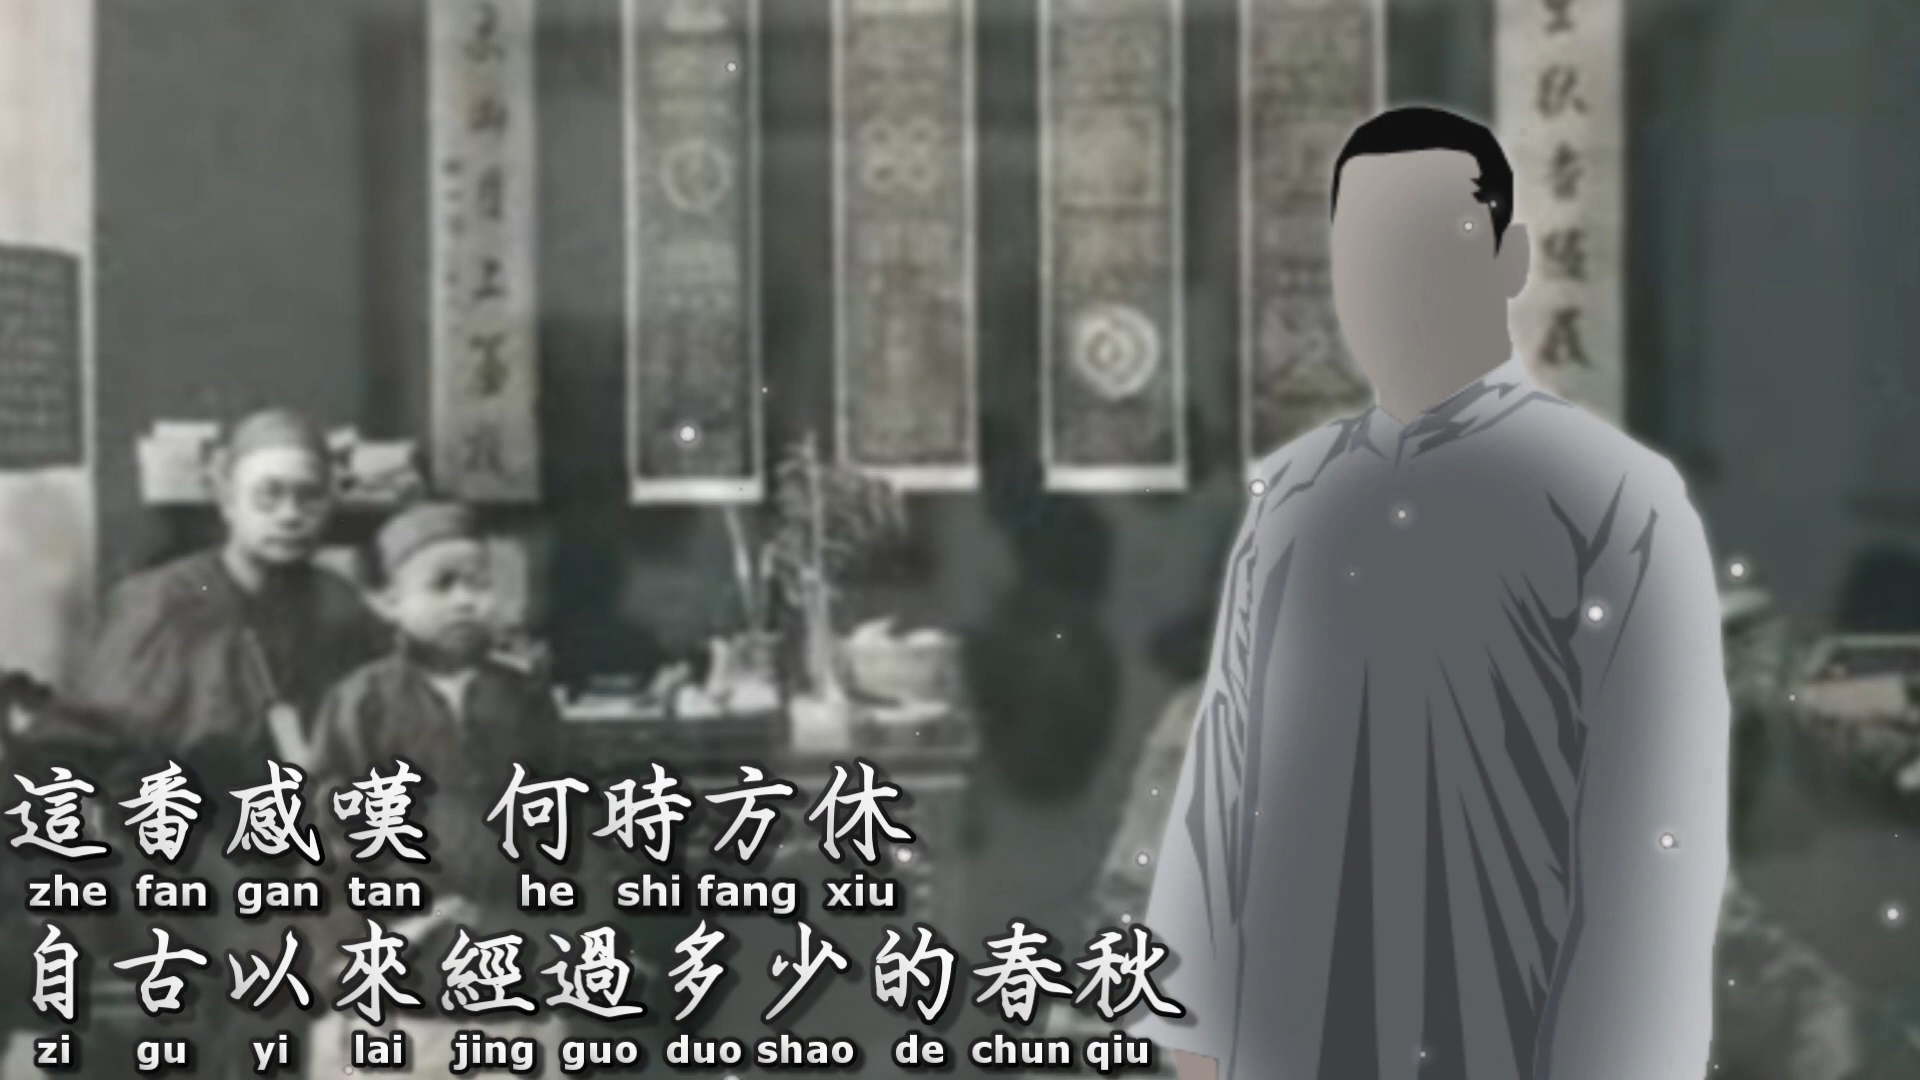 這番感嘆 何時方休
zhe fan gan tan he shi fang xiu
自古以來經過多少的春秋
zi gu yi lai jing guo duo shao de chun qiu